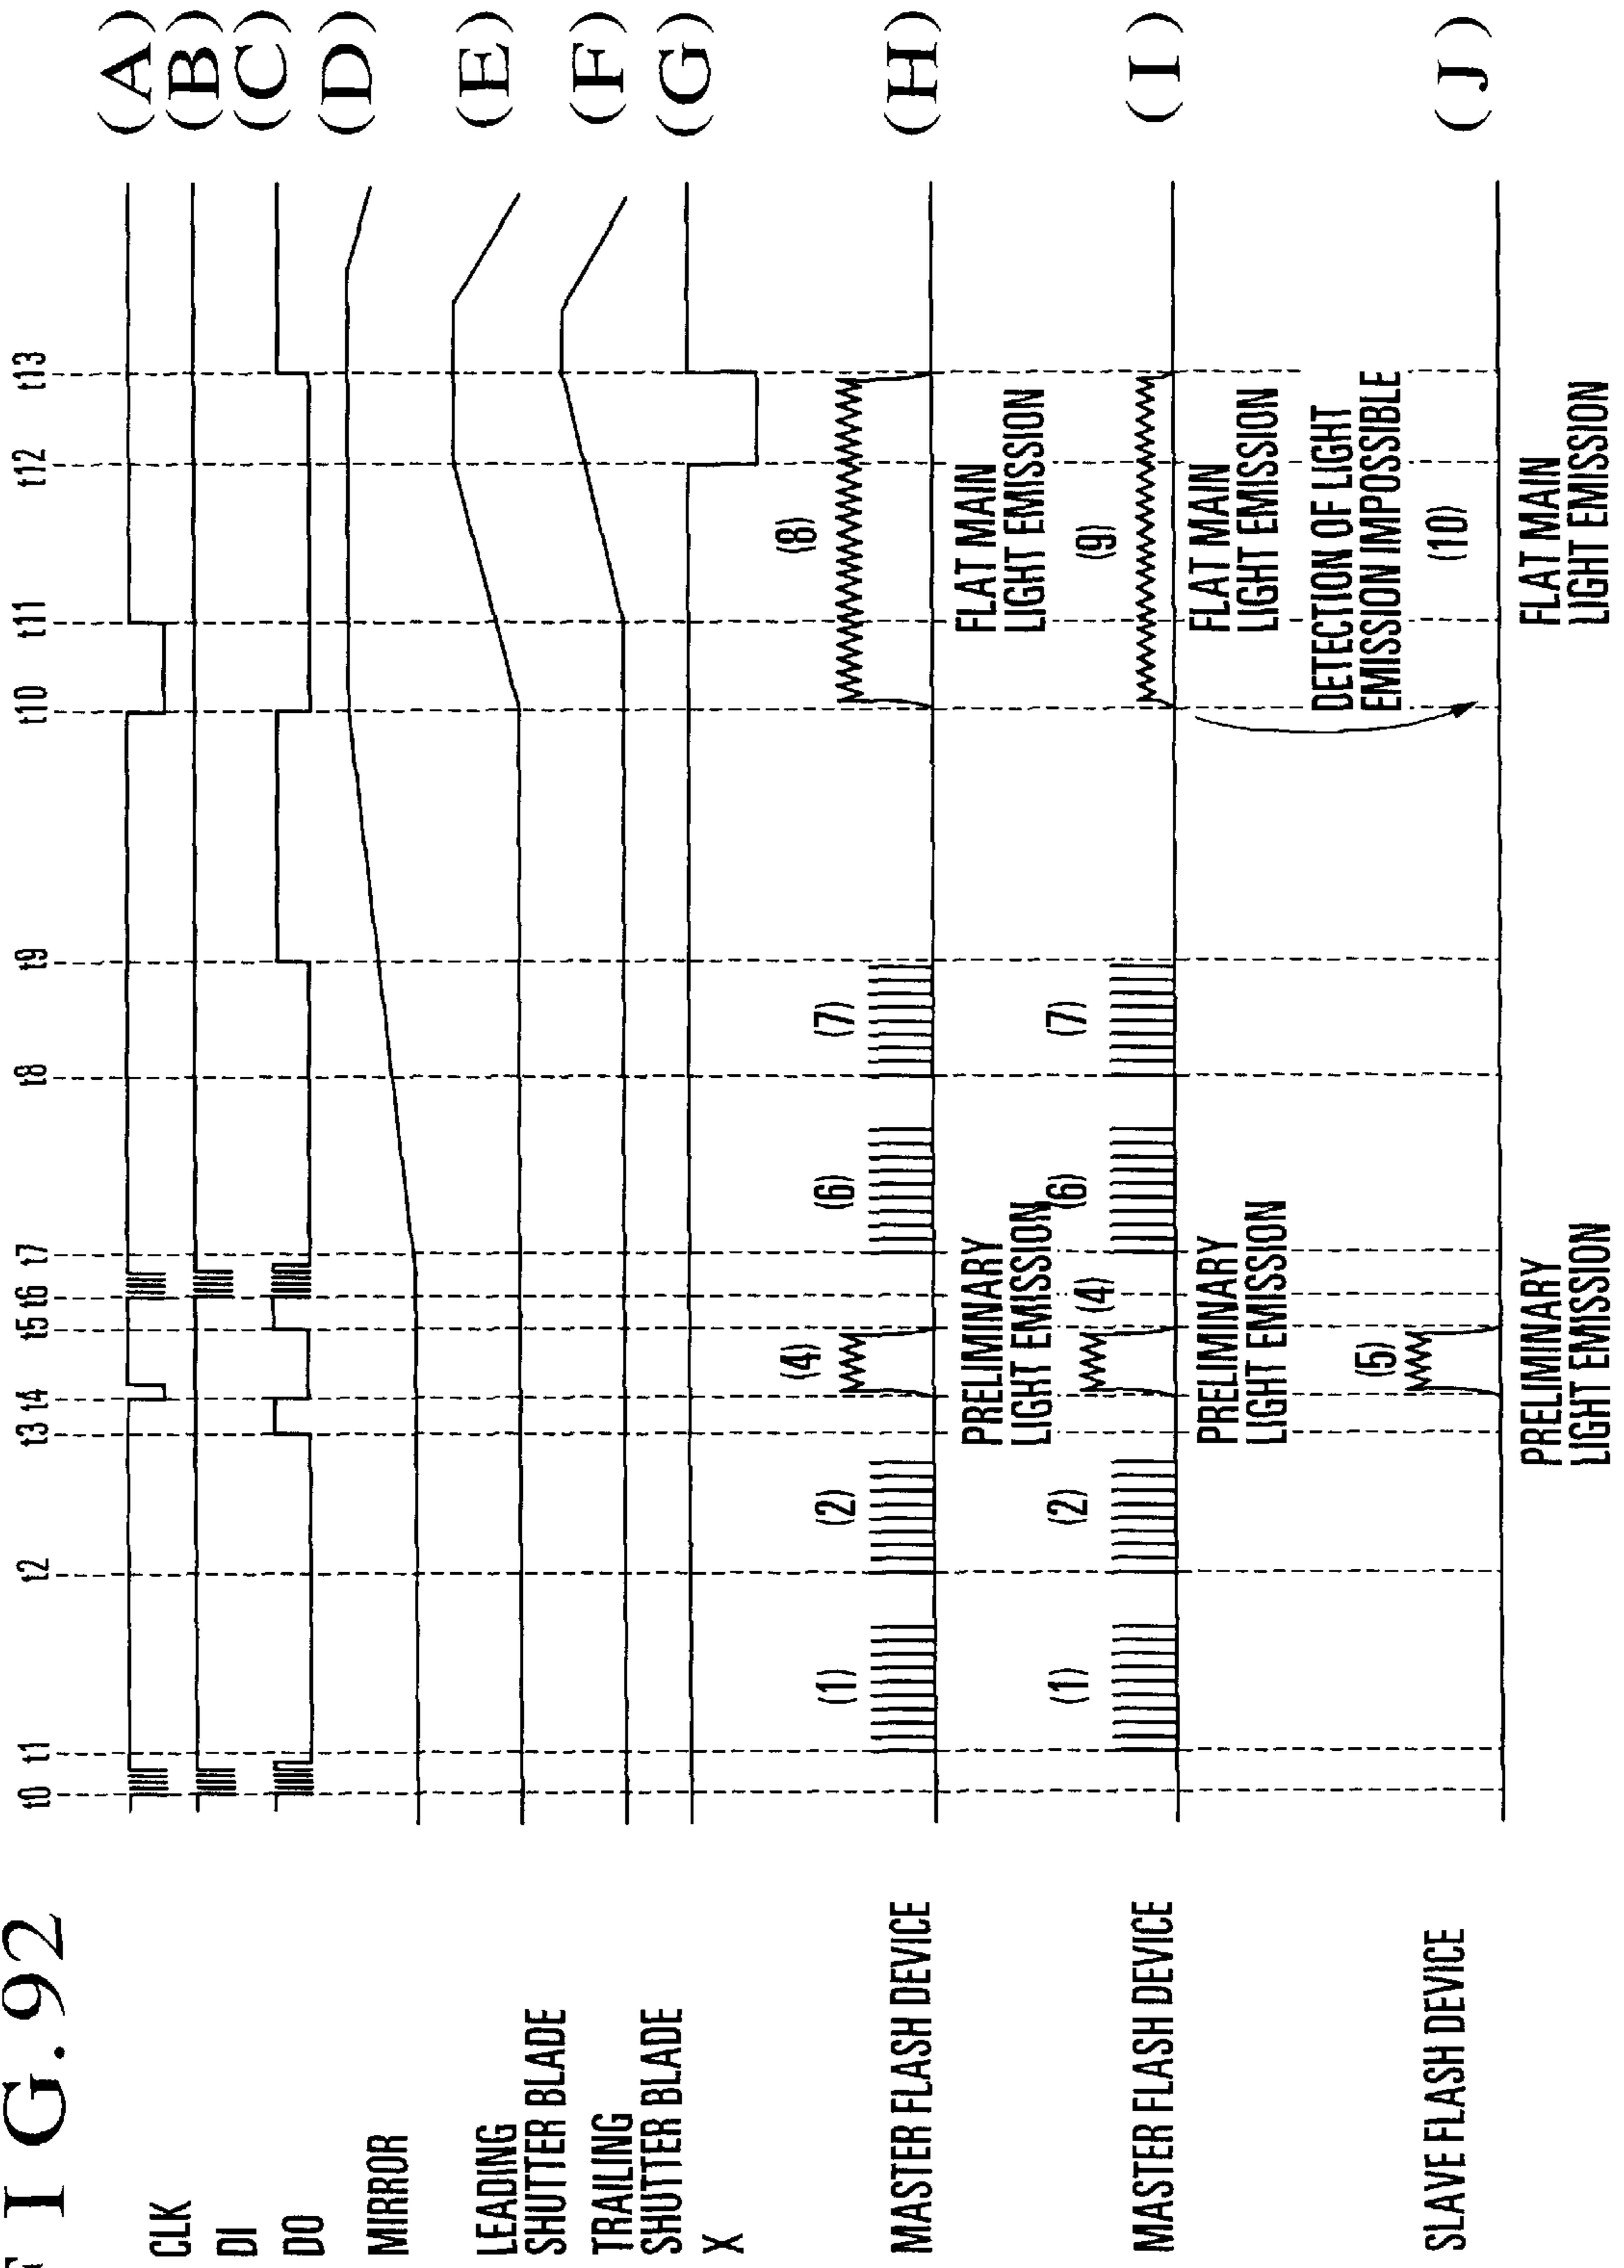 FIG. 92
t0 t1 t2 t3 t4 t5 t6 t7 t8 t9 t10 t11 t12 t13
CLK (A)
DI (B)
DO (C)
MIRROR (D)
LEADING
SHUTTER BLADE (E)
TRAILING
SHUTTER BLADE (F)
X (G)
(1) (2) (4) (6) (7) (8)
MASTER FLASH DEVICE (H)
PRELIMINARY
LIGHT EMISSION
FLAT MAIN
LIGHT EMISSION
(1) (2) (4) (6) (7) (9)
MASTER FLASH DEVICE (I)
PRELIMINARY
LIGHT EMISSION
FLAT MAIN
LIGHT EMISSION
DETECTION OF LIGHT
EMISSION IMPOSSIBLE
(5) (10)
SLAVE FLASH DEVICE (J)
PRELIMINARY
LIGHT EMISSION
FLAT MAIN
LIGHT EMISSION